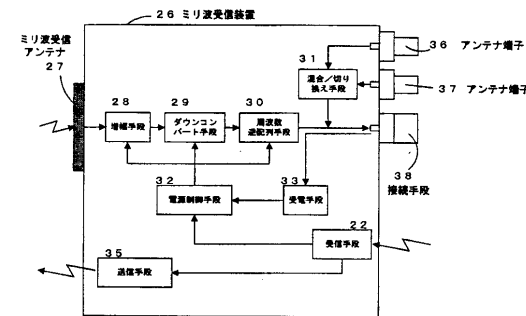 26 ミリ波受信装置
ミリ波受信
アンテナ
27
28
増幅手段
29
ダウンコン
バート手段
30
周波数
逆配列手段
31
混合／切り
換え手段
36 アンテナ端子
37 アンテナ端子
38
接続手段
32
電源制御手段
33
受電手段
22
受信手段
35
送信手段